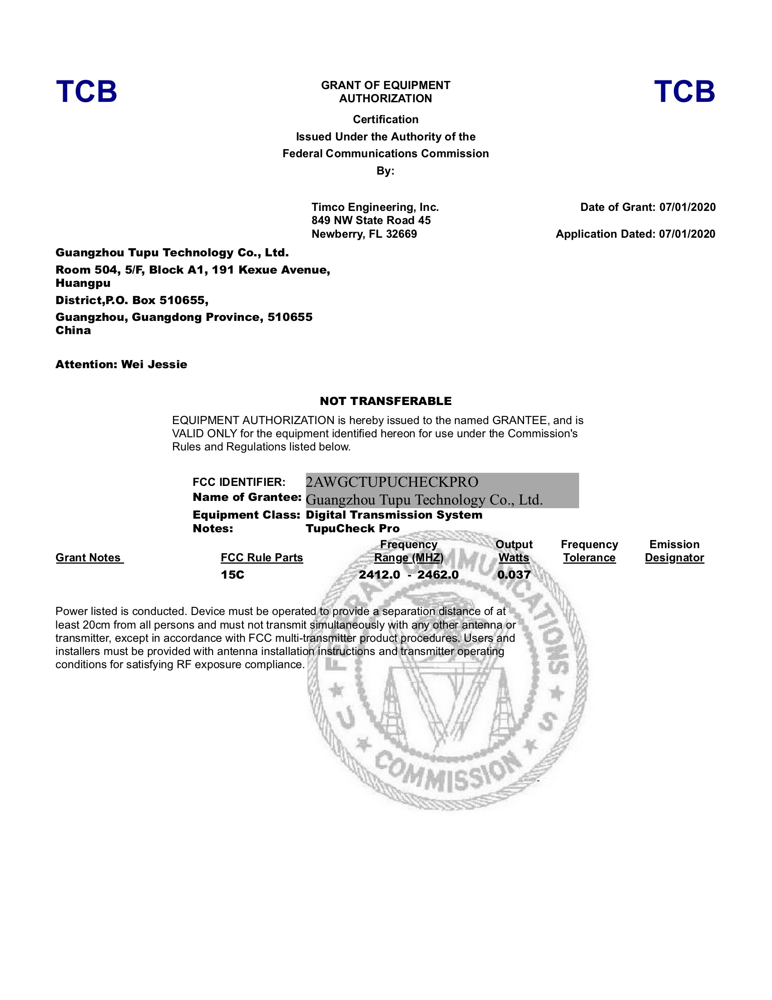 TCB
GRANT OF EQUIPMENT
AUTHORIZATION
TCB
Certification
Issued Under the Authority of the
Federal Communications Commission
By:
Timco Engineering, Inc.
849 NW State Road 45
Newberry, FL 32669
Date of Grant: 07/01/2020
Application Dated: 07/01/2020
Guangzhou Tupu Technology Co., Ltd.
Room 504, 5/F, Block A1, 191 Kexue Avenue,
Huangpu
District,P.O. Box 510655,
Guangzhou, Guangdong Province, 510655
China
Attention: Wei Jessie
NOT TRANSFERABLE
EQUIPMENT AUTHORIZATION is hereby issued to the named GRANTEE, and is
VALID ONLY for the equipment identified hereon for use under the Commission's
Rules and Regulations listed below.
FCC IDENTIFIER: 2AWGCTUPUCHECKPRO
Name of Grantee: Guangzhou Tupu Technology Co., Ltd.
Equipment Class: Digital Transmission System
Notes: TupuCheck Pro
Grant Notes FCC Rule Parts Frequency Range (MHZ) Output Watts Frequency Tolerance Emission Designator
15C 2412.0 - 2462.0 0.037
Power listed is conducted. Device must be operated to provide a separation distance of at
least 20cm from all persons and must not transmit simultaneously with any other antenna or
transmitter, except in accordance with FCC multi-transmitter product procedures. Users and
installers must be provided with antenna installation instructions and transmitter operating
conditions for satisfying RF exposure compliance.
FEDERAL COMMUNICATIONS
U S
COMMISSION